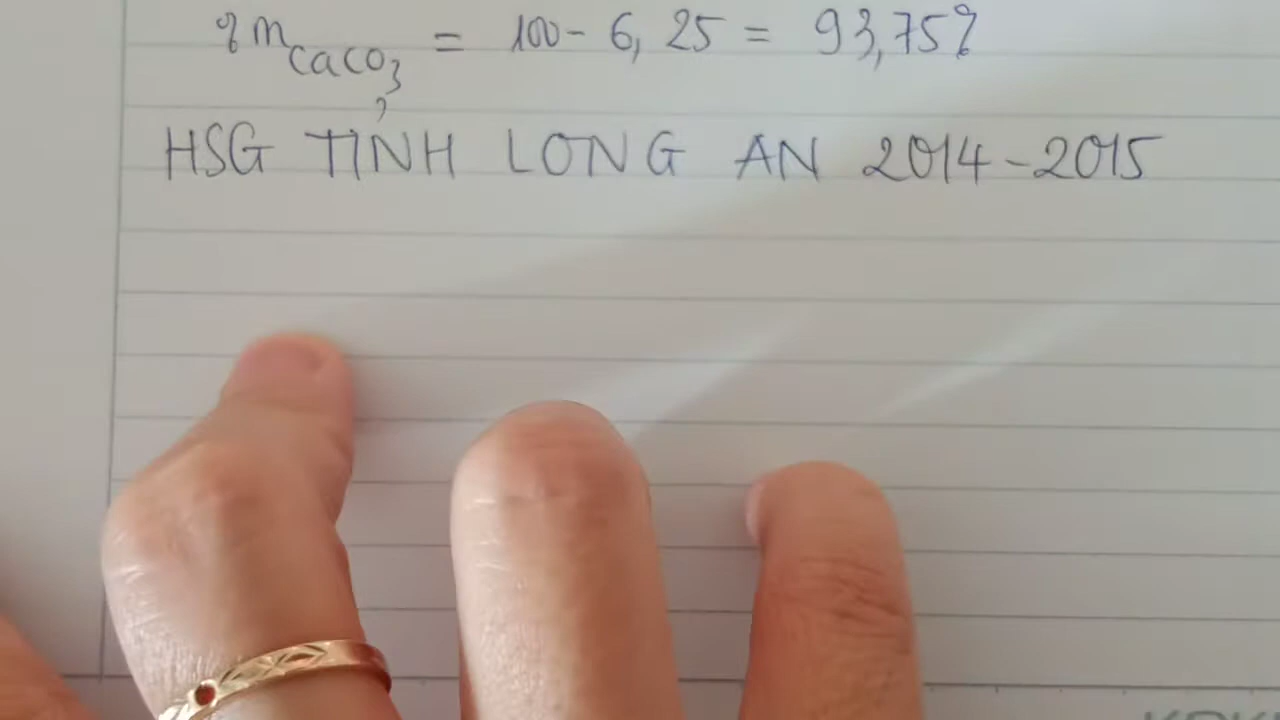 %m CaCO3 = 100 - 6,25 = 93,75%
HSG TỈNH LONG AN 2014-2015